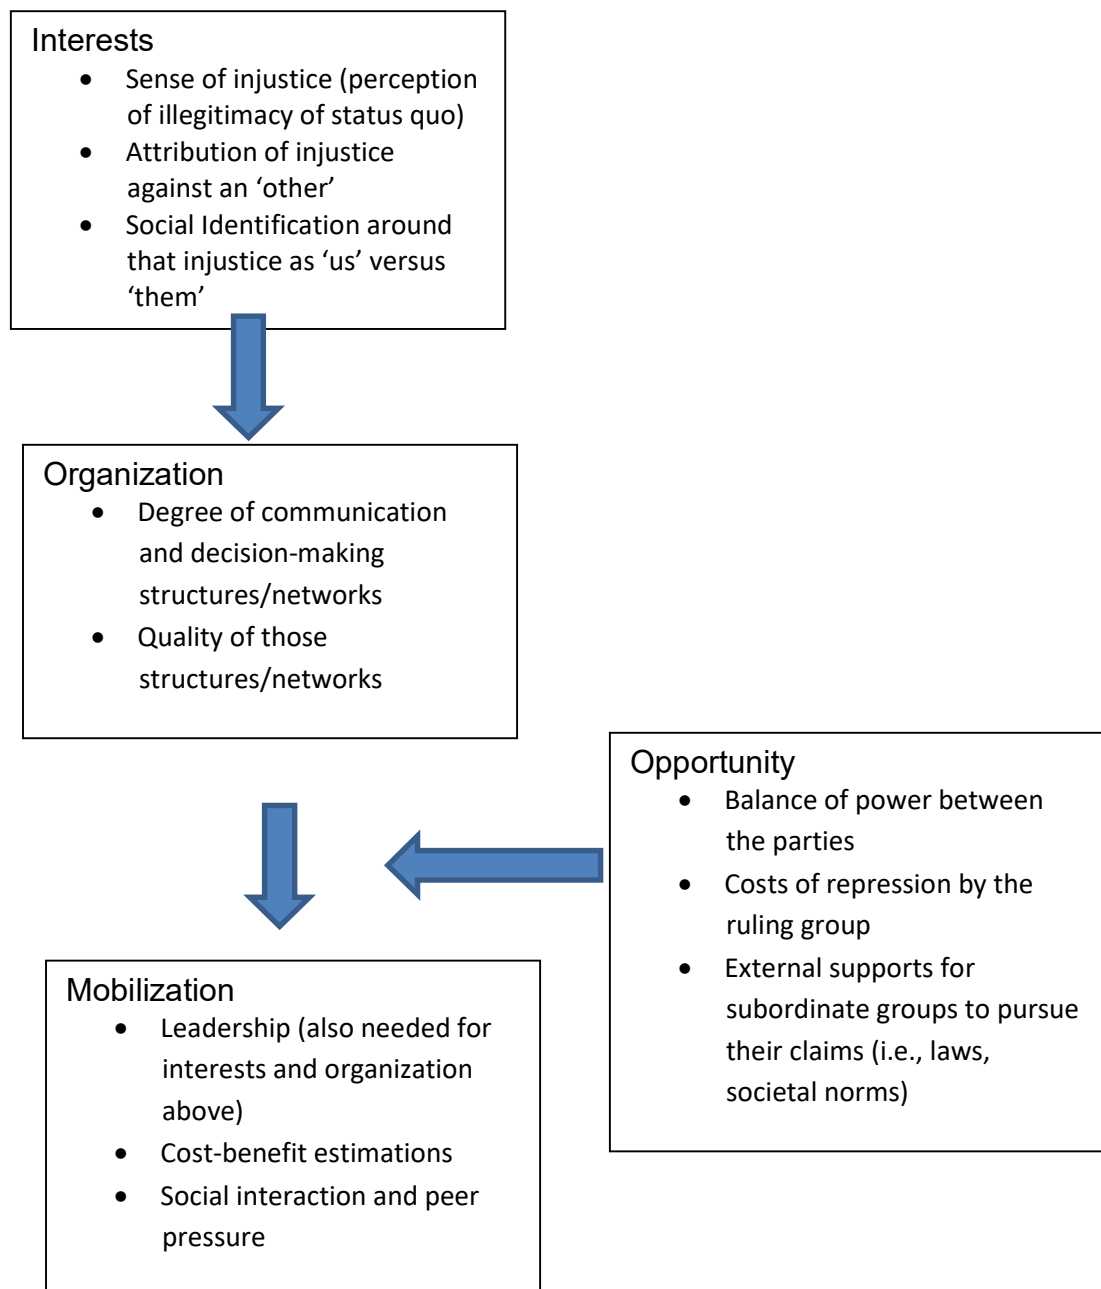 Interests
• Sense of injustice (perception
of illegitimacy of status quo)
• Attribution of injustice
against an ‘other’
• Social Identification around
that injustice as ‘us’ versus
‘them’
Organization
• Degree of communication
and decision-making
structures/networks
• Quality of those
structures/networks
Opportunity
• Balance of power between
the parties
• Costs of repression by the
ruling group
• External supports for
subordinate groups to pursue
their claims (i.e., laws,
societal norms)
Mobilization
• Leadership (also needed for
interests and organization
above)
• Cost-benefit estimations
• Social interaction and peer
pressure